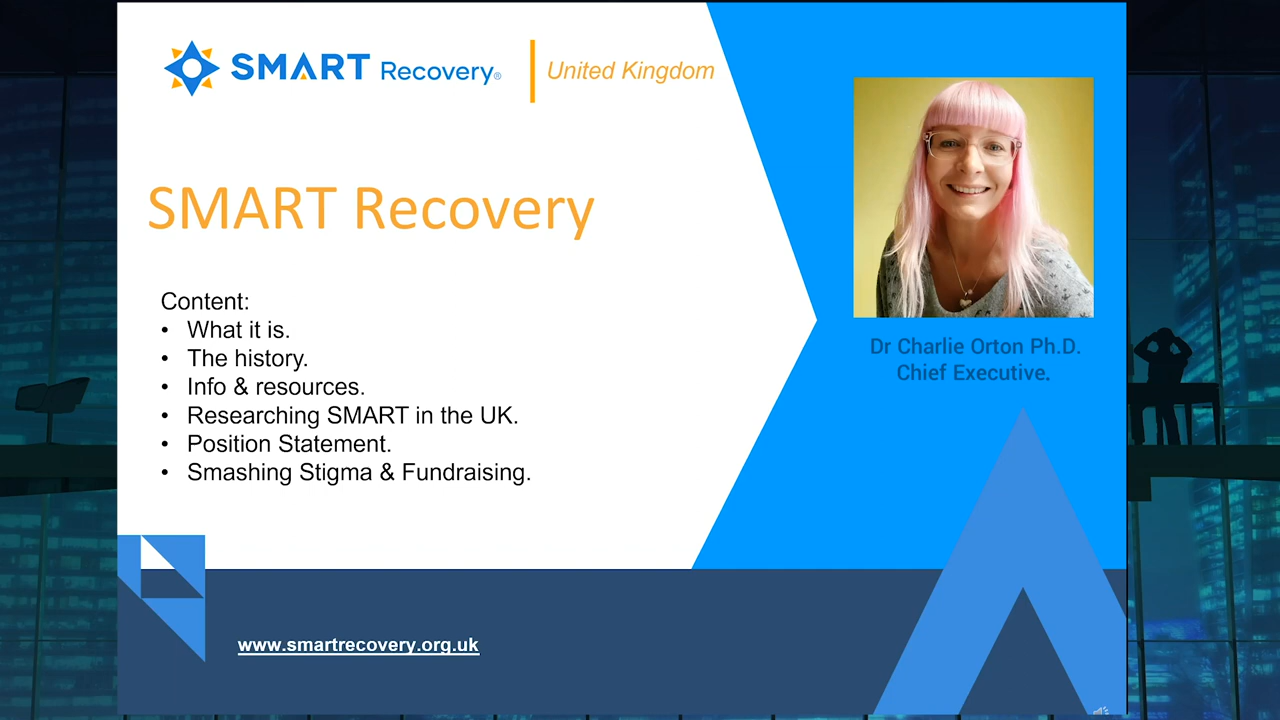 SMART Recovery®
United Kingdom
SMART Recovery
Content:
• What it is.
• The history.
• Info & resources.
• Researching SMART in the UK.
• Position Statement.
• Smashing Stigma & Fundraising.
Dr Charlie Orton Ph.D.
Chief Executive.
www.smartrecovery.org.uk